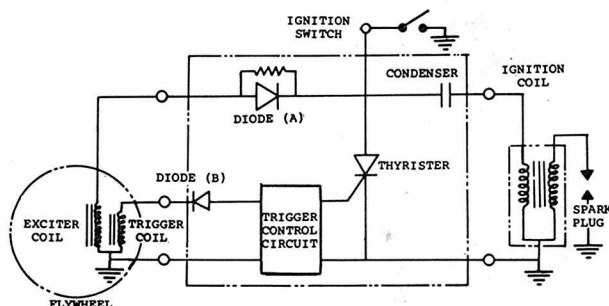 IGNITION
SWITCH
CONDENSER
IGNITION
COIL
DIODE (A)
DIODE (B)
THYRISTER
EXCITER
COIL
TRIGGER
COIL
TRIGGER
CONTROL
CIRCUIT
SPARK
PLUG
FLYWHEEL